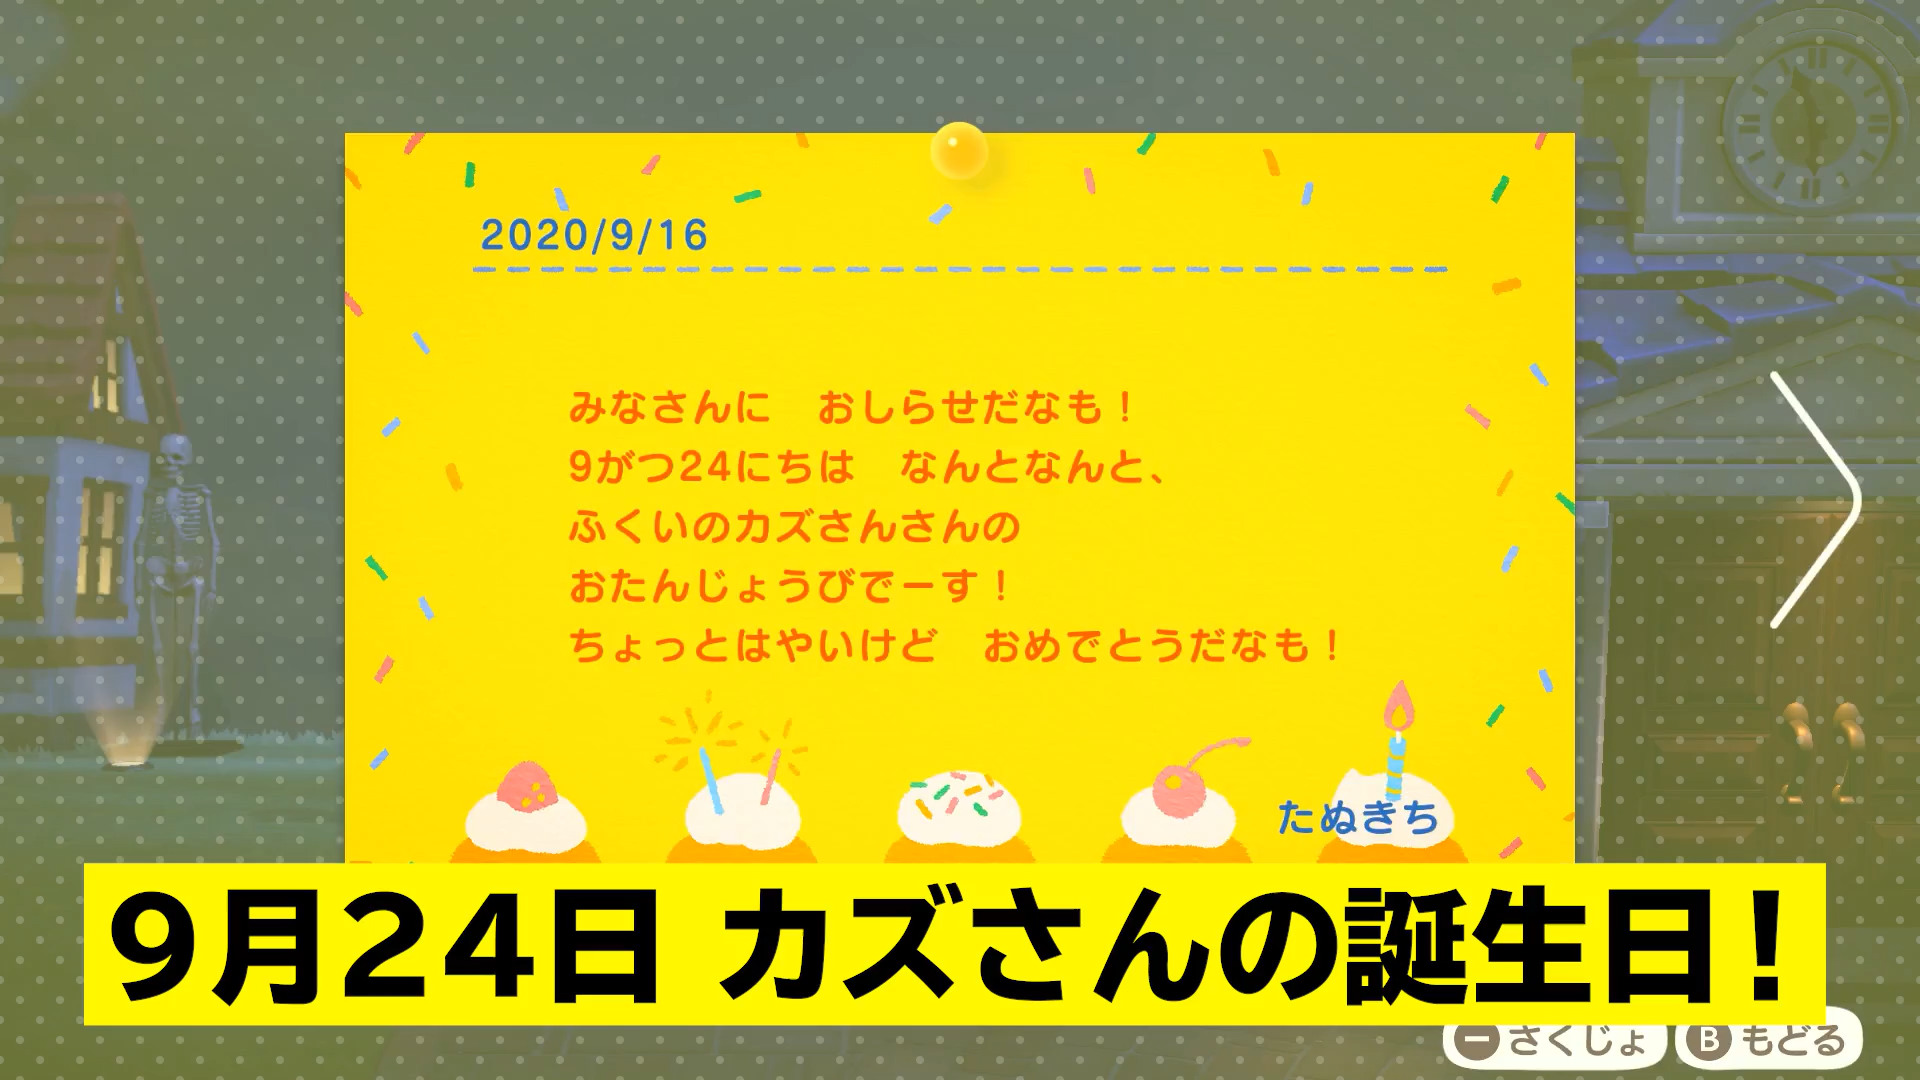 2020/9/16
みなさんに　おしらせだなも！
9がつ24にちは　なんとなんと、
ふくいのカズさんさんの
おたんじょうびでーす！
ちょっとはやいけど　おめでとうだなも！
たぬきち
9月24日 カズさんの誕生日！
さくじょ Bもどる